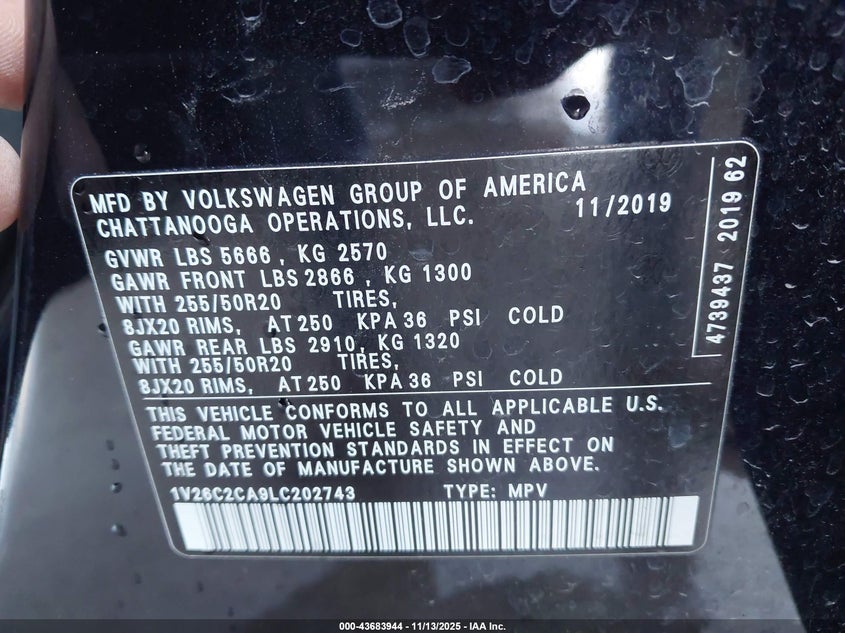 MFD BY VOLKSWAGEN GROUP OF AMERICA
CHATTANOOGA OPERATIONS, LLC. 11/2019
GVWR LBS 5666 , KG 2570
GAWR FRONT LBS 2866 , KG 1300
WITH 255/50R20 TIRES,
8JX20 RIMS, AT 250 KPA 36 PSI COLD
GAWR REAR LBS 2910, KG 1320
WITH 255/50R20 TIRES,
8JX20 RIMS, AT 250 KPA 36 PSI COLD
THIS VEHICLE CONFORMS TO ALL APPLICABLE U.S.
FEDERAL MOTOR VEHICLE SAFETY AND
THEFT PREVENTION STANDARDS IN EFFECT ON
THE DATE OF MANUFACTURE SHOWN ABOVE.
1V26C2CA9LC202743 TYPE: MPV
4739437 2019 62
000-43683944 - 11/13/2025 - IAA Inc.